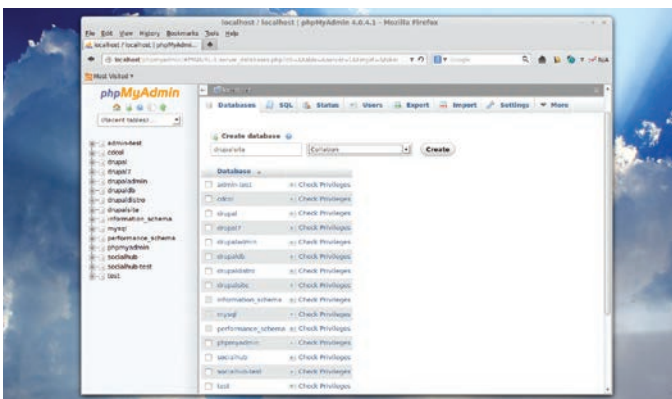 localhost / localhost | phpMyAdmin 4.0.4.1 - Mozilla Firefox
File Edit View History Bookmarks Tools Help
localhost / localhost | phpMyAdmi...
localhost
Google
Most Visited
phpMyAdmin
(Recent tables) ...
admin-test
cdcol
drupal
drupal7
drupaladmin
drupaldb
drupaldistro
drupalsite
information_schema
mysql
performance_schema
phpmyadmin
socialhub
socialhub-test
test
Databases SQL Status Users Export Import Settings More
Create database
drupalsite Collation Create
Database
admin-test Check Privileges
cdcol Check Privileges
drupal Check Privileges
drupal7 Check Privileges
drupaladmin Check Privileges
drupaldb Check Privileges
drupaldistro Check Privileges
drupalsite Check Privileges
information_schema Check Privileges
mysql Check Privileges
performance_schema Check Privileges
phpmyadmin Check Privileges
socialhub Check Privileges
socialhub-test Check Privileges
test Check Privileges